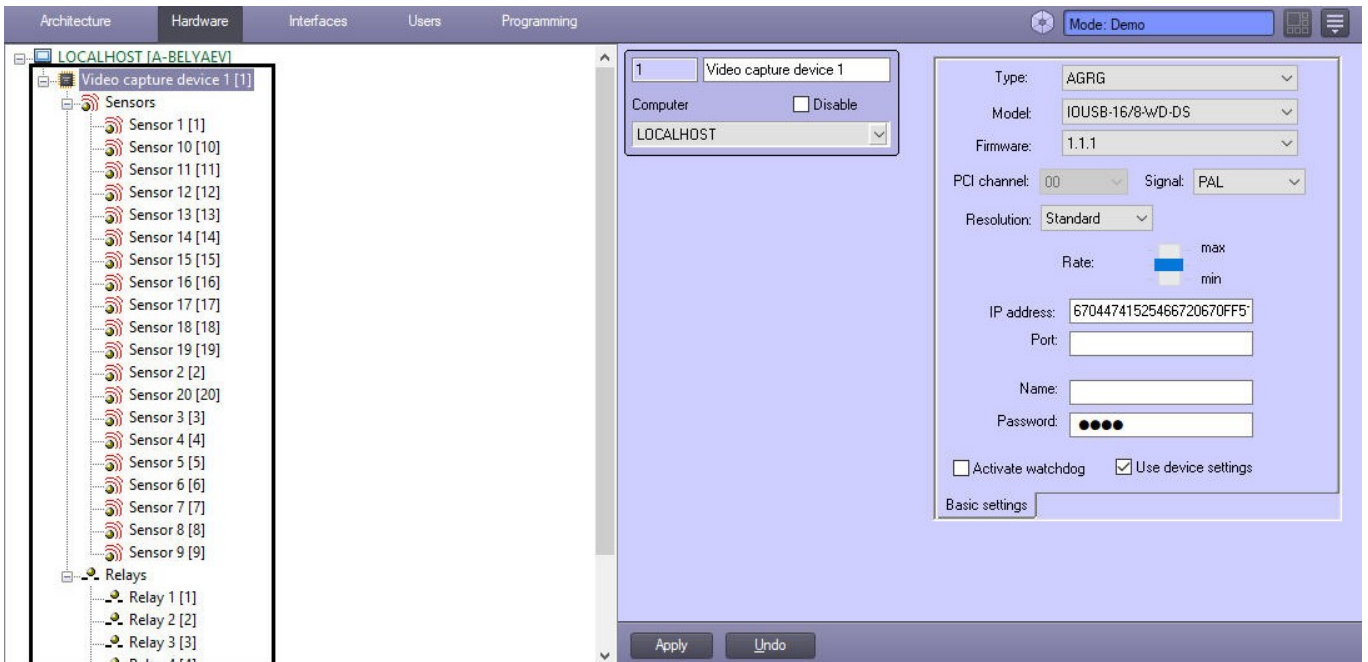 Architecture Hardware Interfaces Users Programming Mode: Demo
LOCALHOST [A-BELYAEV]
Video capture device 1 [1]
Sensors
Sensor 1 [1]
Sensor 10 [10]
Sensor 11 [11]
Sensor 12 [12]
Sensor 13 [13]
Sensor 14 [14]
Sensor 15 [15]
Sensor 16 [16]
Sensor 17 [17]
Sensor 18 [18]
Sensor 19 [19]
Sensor 2 [2]
Sensor 20 [20]
Sensor 3 [3]
Sensor 4 [4]
Sensor 5 [5]
Sensor 6 [6]
Sensor 7 [7]
Sensor 8 [8]
Sensor 9 [9]
Relays
Relay 1 [1]
Relay 2 [2]
Relay 3 [3]
Relay 4 [4]
1 Video capture device 1
Computer Disable
LOCALHOST
Type: AGRG
Model: IOUSB-16/8-WD-DS
Firmware: 1.1.1
PCI channel: 00 Signal: PAL
Resolution: Standard
max
Rate:
min
IP address: 67044741525466720670FF5
Port:
Name:
Password: ●●●●
Activate watchdog Use device settings
Basic settings
Apply Undo